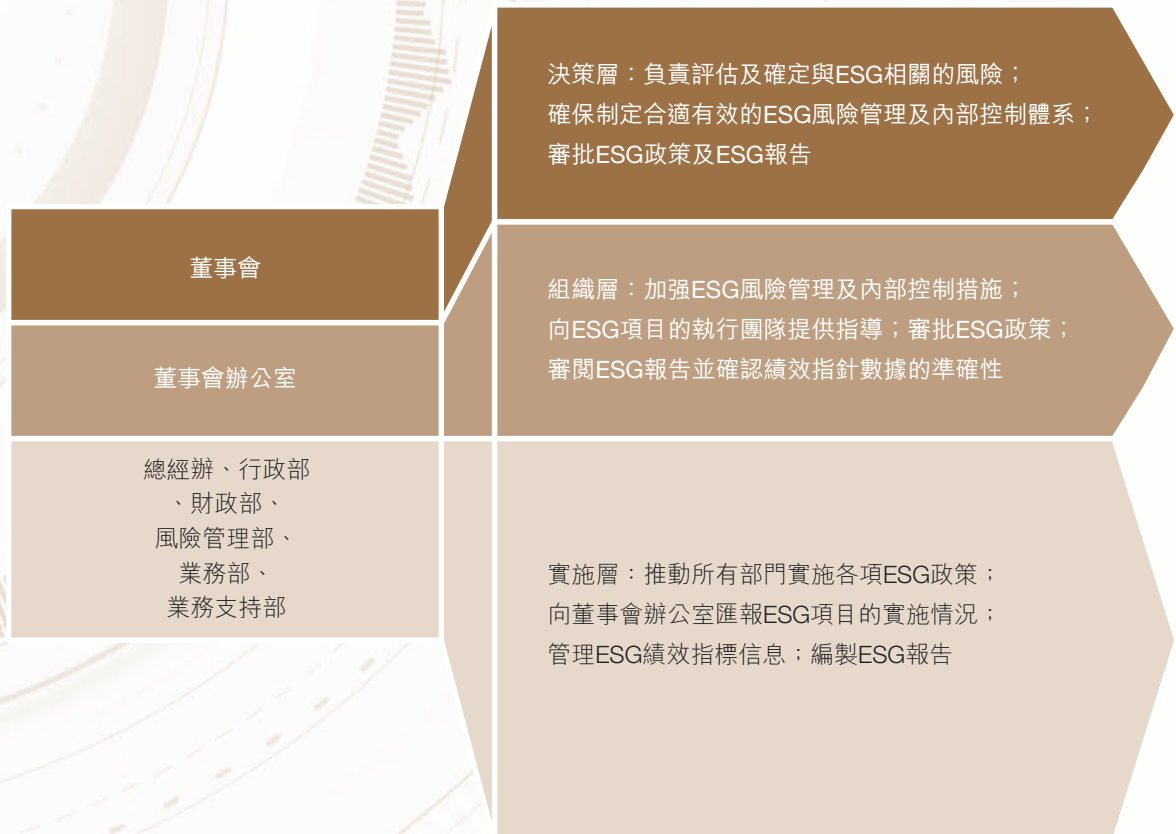 決策層：負責評估及確定與ESG相關的風險；
確保制定合適有效的ESG風險管理及內部控制體系；
審批ESG政策及ESG報告
董事會
組織層：加强ESG風險管理及內部控制措施；
向ESG項目的執行團隊提供指導；審批ESG政策；
審閱ESG報告並確認績效指針數據的準確性
董事會辦公室
總經辦、行政部
、財政部、
風險管理部、
業務部、
業務支持部
實施層：推動所有部門實施各項ESG政策；
向董事會辦公室匯報ESG項目的實施情況；
管理ESG績效指標信息；編製ESG報告